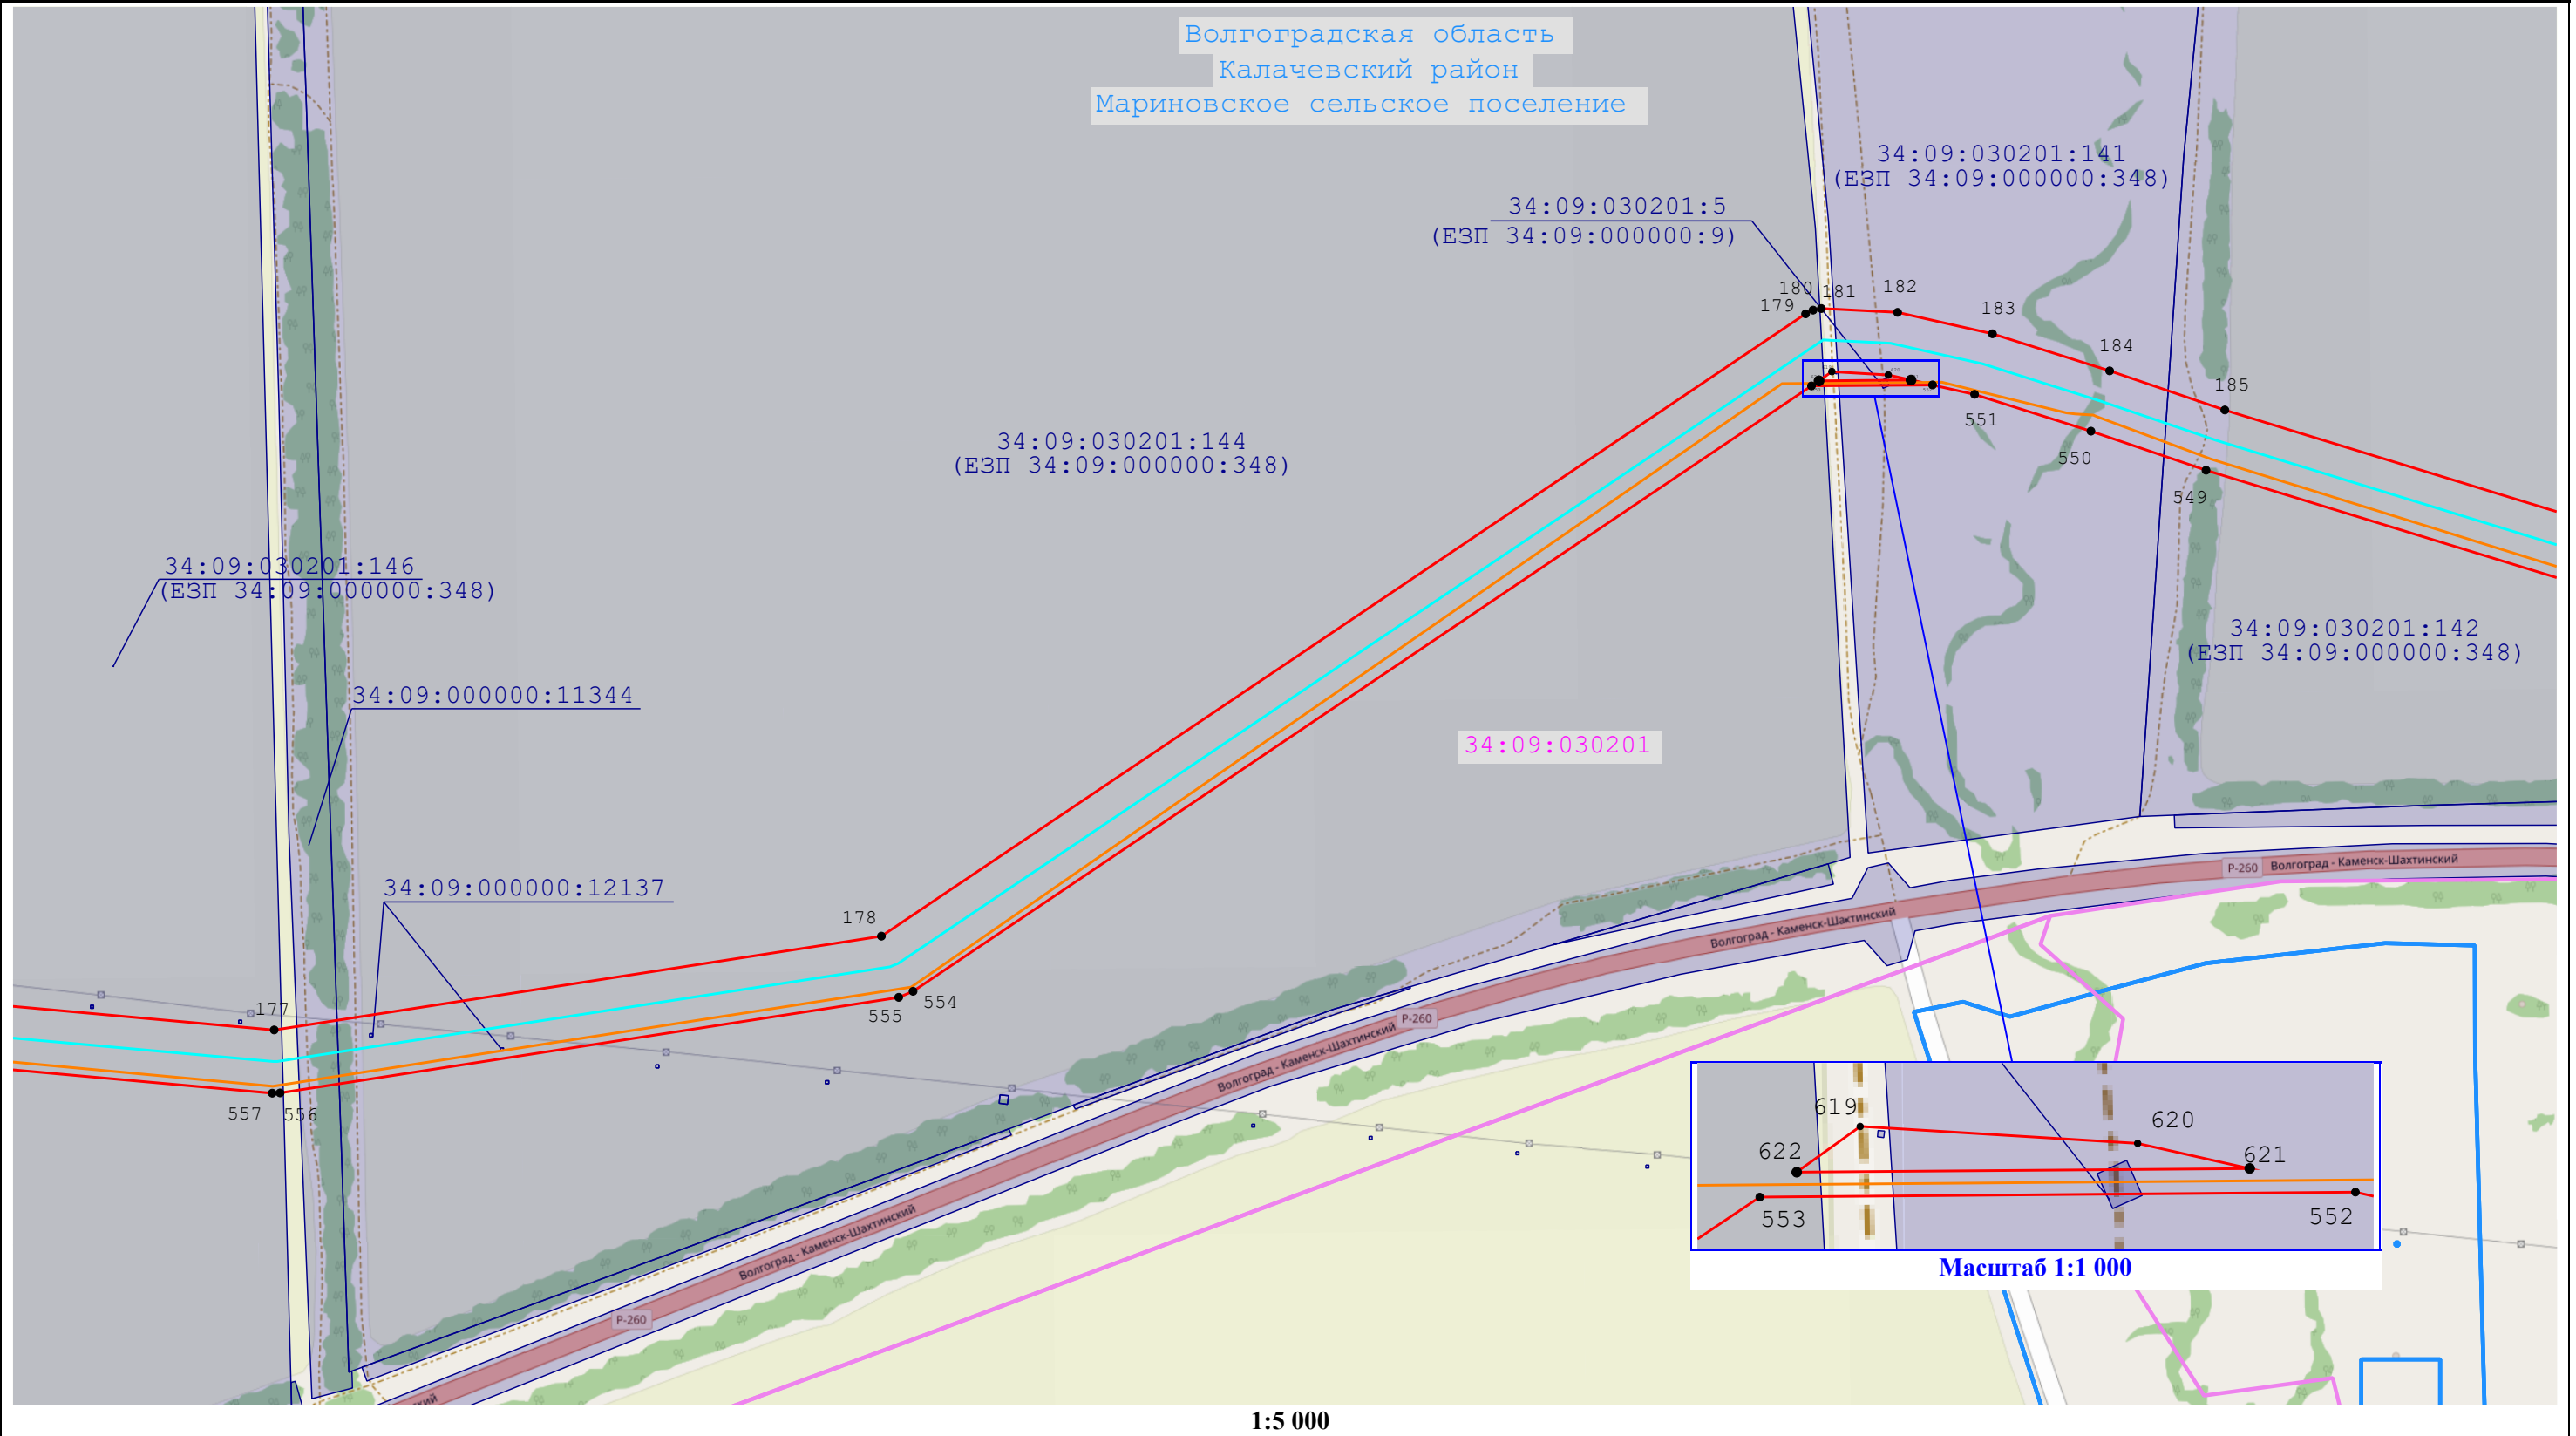 Волгоградская область
Калачевский район
Мариновское сельское поселение
34:09:030201:141
(ЕЗП 34:09:000000:348)
34:09:030201:5
(ЕЗП 34:09:000000:9)
180
181
182
179
183
184
185
551
550
549
34:09:030201:144
(ЕЗП 34:09:000000:348)
34:09:030201:146
(ЕЗП 34:09:000000:348)
34:09:030201:142
(ЕЗП 34:09:000000:348)
34:09:000000:11344
34:09:030201
34:09:000000:12137
178
177
554
555
557
556
Р-260
Волгоград - Каменск-Шахтинский
Волгоград - Каменск-Шахтинский
Р-260
Волгоград - Каменск-Шахтинский
Волгоград - Каменск-Шахтинский
Р-260
619
620
622
621
553
552
Масштаб 1:1 000
1:5 000